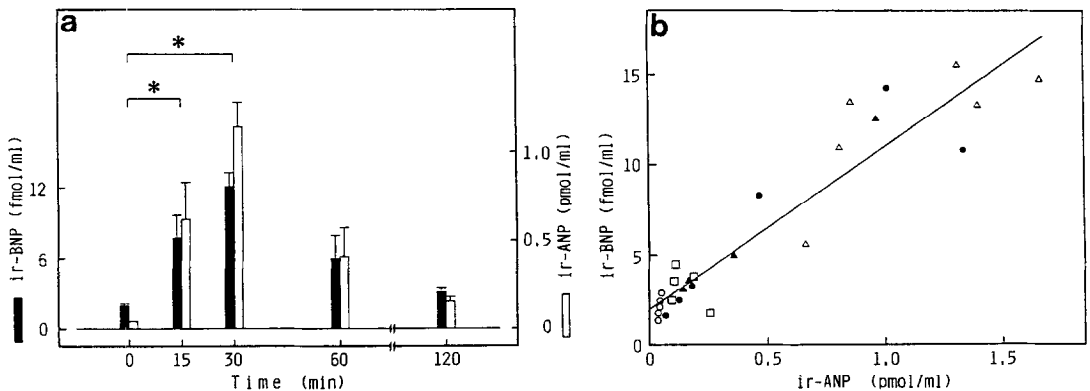 a
*
*
ir-BNP (fmol/ml)
12
6
0
1.0
0.5
0
ir-ANP (pmol/ml)
0 15 30 60 120
Time (min)
b
ir-BNP (fmol/ml)
15
10
5
0
0 0.5 1.0 1.5
ir-ANP (pmol/ml)